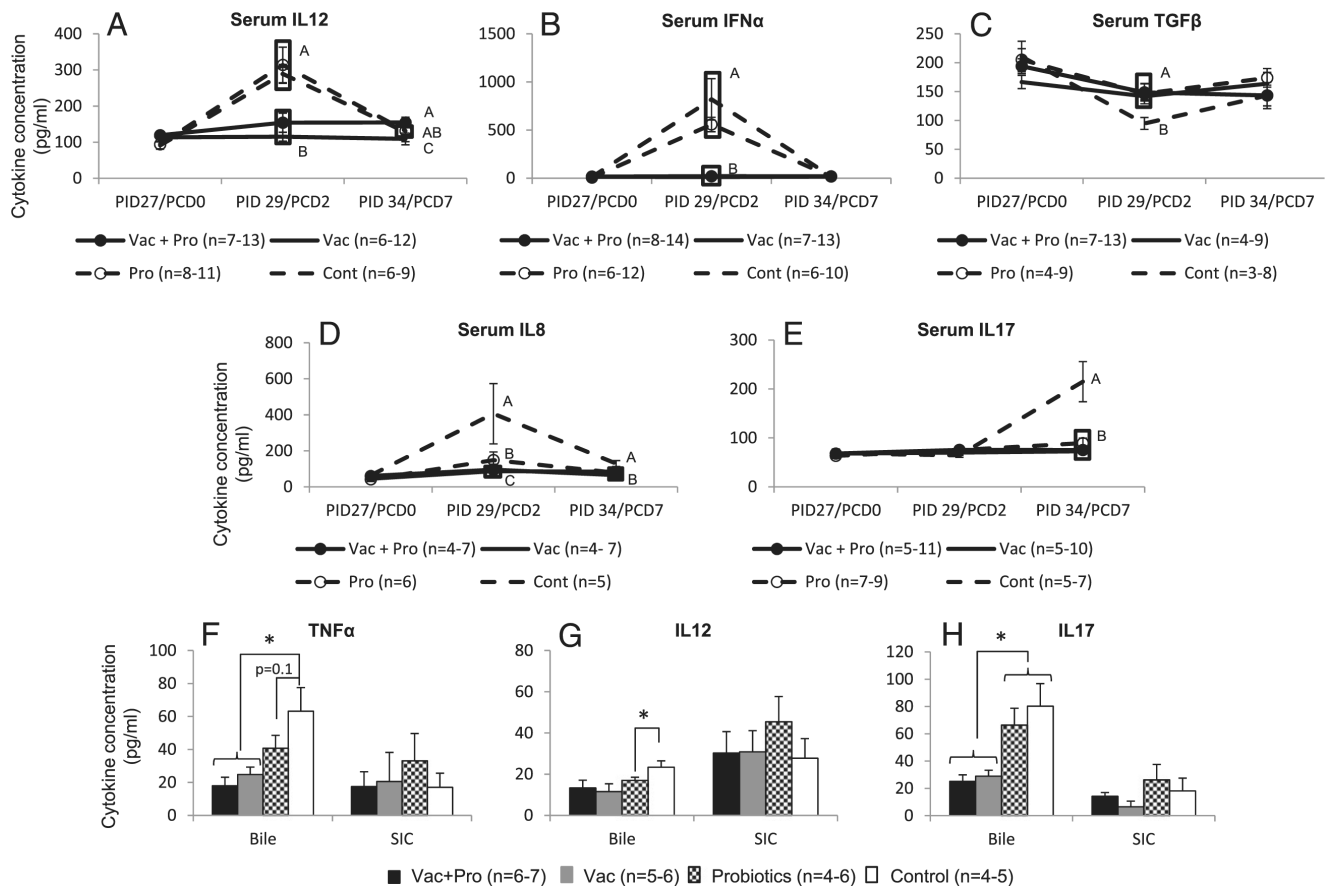 A Serum IL12
B Serum IFNα
C Serum TGFβ
Cytokine concentration
(pg/ml)
400
300
200
100
0
A
B
A
AB
C
PID27/PCD0 PID 29/PCD2 PID 34/PCD7
Vac + Pro (n=7-13) Vac (n=6-12)
Pro (n=8-11) Cont (n=6-9)
1500
1000
500
0
A
B
PID27/PCD0 PID 29/PCD2 PID 34/PCD7
Vac + Pro (n=8-14) Vac (n=7-13)
Pro (n=6-12) Cont (n=6-10)
250
200
150
100
50
0
A
B
PID27/PCD0 PID 29/PCD2 PID 34/PCD7
Vac + Pro (n=7-13) Vac (n=4-9)
Pro (n=4-9) Cont (n=3-8)
D Serum IL8
Cytokine concentration
(pg/ml)
800
600
400
200
0
A
B
C
A
B
PID27/PCD0 PID 29/PCD2 PID 34/PCD7
Vac + Pro (n=4-7) Vac (n=4- 7)
Pro (n=6) Cont (n=5)
E Serum IL17
300
200
100
0
A
B
PID27/PCD0 PID 29/PCD2 PID 34/PCD7
Vac + Pro (n=5-11) Vac (n=5-10)
Pro (n=7-9) Cont (n=5-7)
F TNFα
Cytokine concentration
(pg/ml)
100
80
60
40
20
0
*
p=0.1
Bile SIC
G IL12
80
60
40
20
0
*
Bile SIC
H IL17
120
100
80
60
40
20
0
*
Bile SIC
Vac+Pro (n=6-7) Vac (n=5-6) Probiotics (n=4-6) Control (n=4-5)